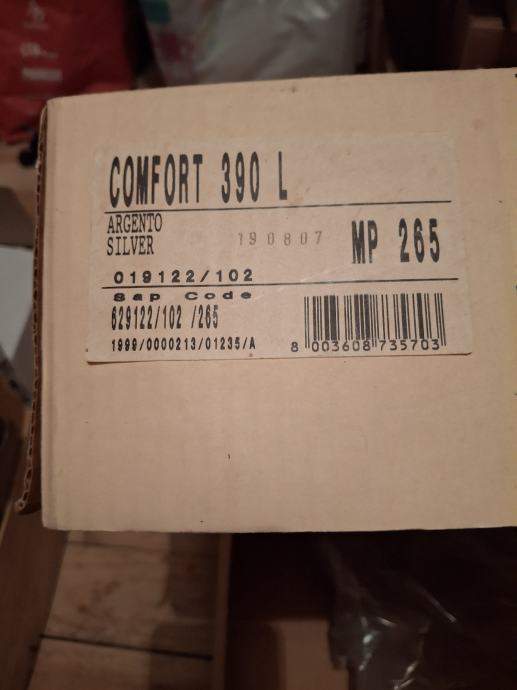 COMFORT 390 L
ARGENTO
SILVER
190807
MP 265
019122/102
Sap Code
629122/102 /265
1999/0000213/01235/A
8 003608 735703